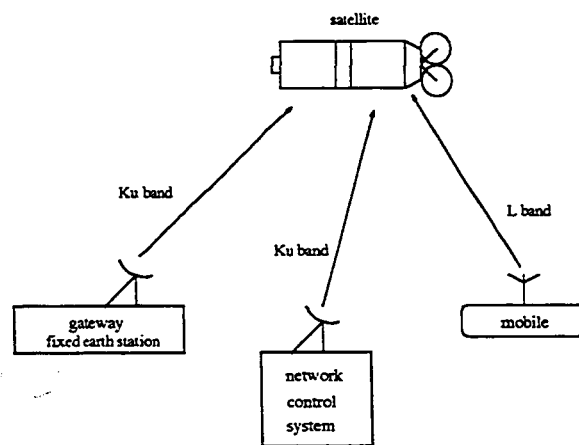 satellite
Ku band
L band
Ku band
gateway
fixed earth station
mobile
network
control
system